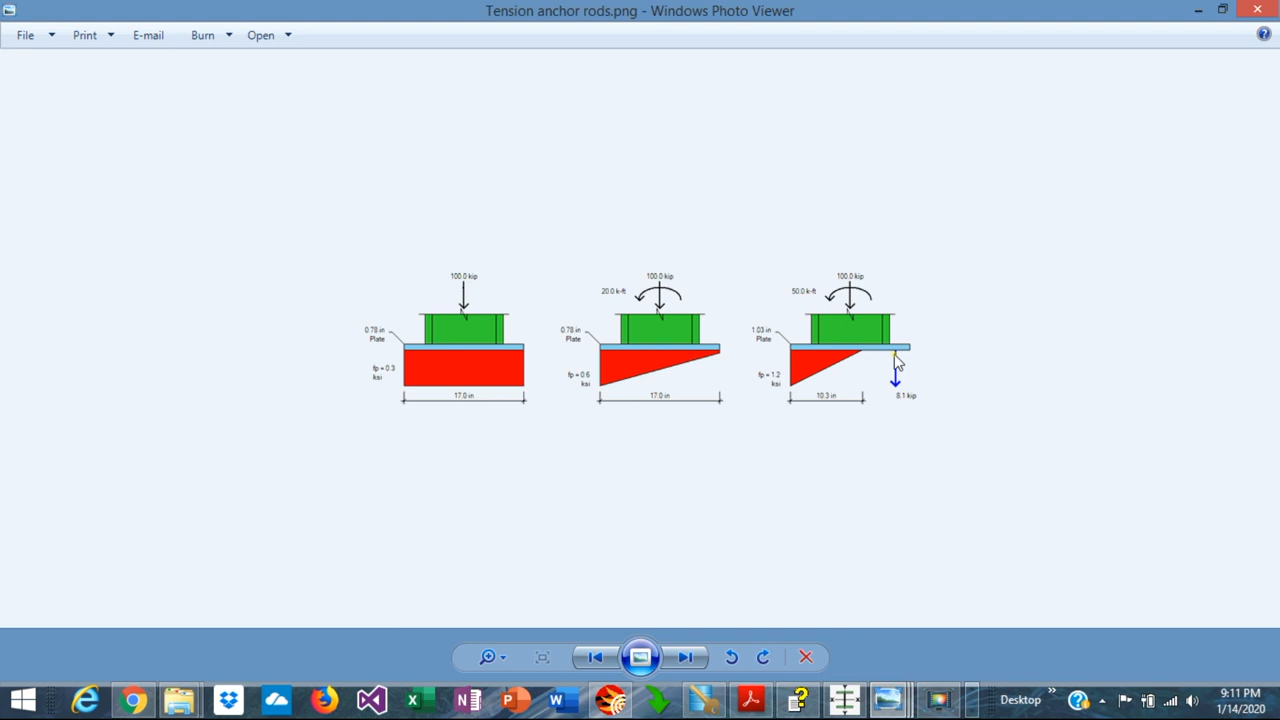 Tension anchor rods.png - Windows Photo Viewer
File Print E-mail Burn Open
100.0 kip
0.78 in
Plate
fp = 0.3
ksi
17.0 in
100.0 kip
20.0 k-ft
0.78 in
Plate
fp = 0.6
ksi
17.0 in
100.0 kip
50.0 k-ft
1.03 in
Plate
fp = 1.2
ksi
10.3 in
8.1 kip
Desktop
9:11 PM
1/14/2020